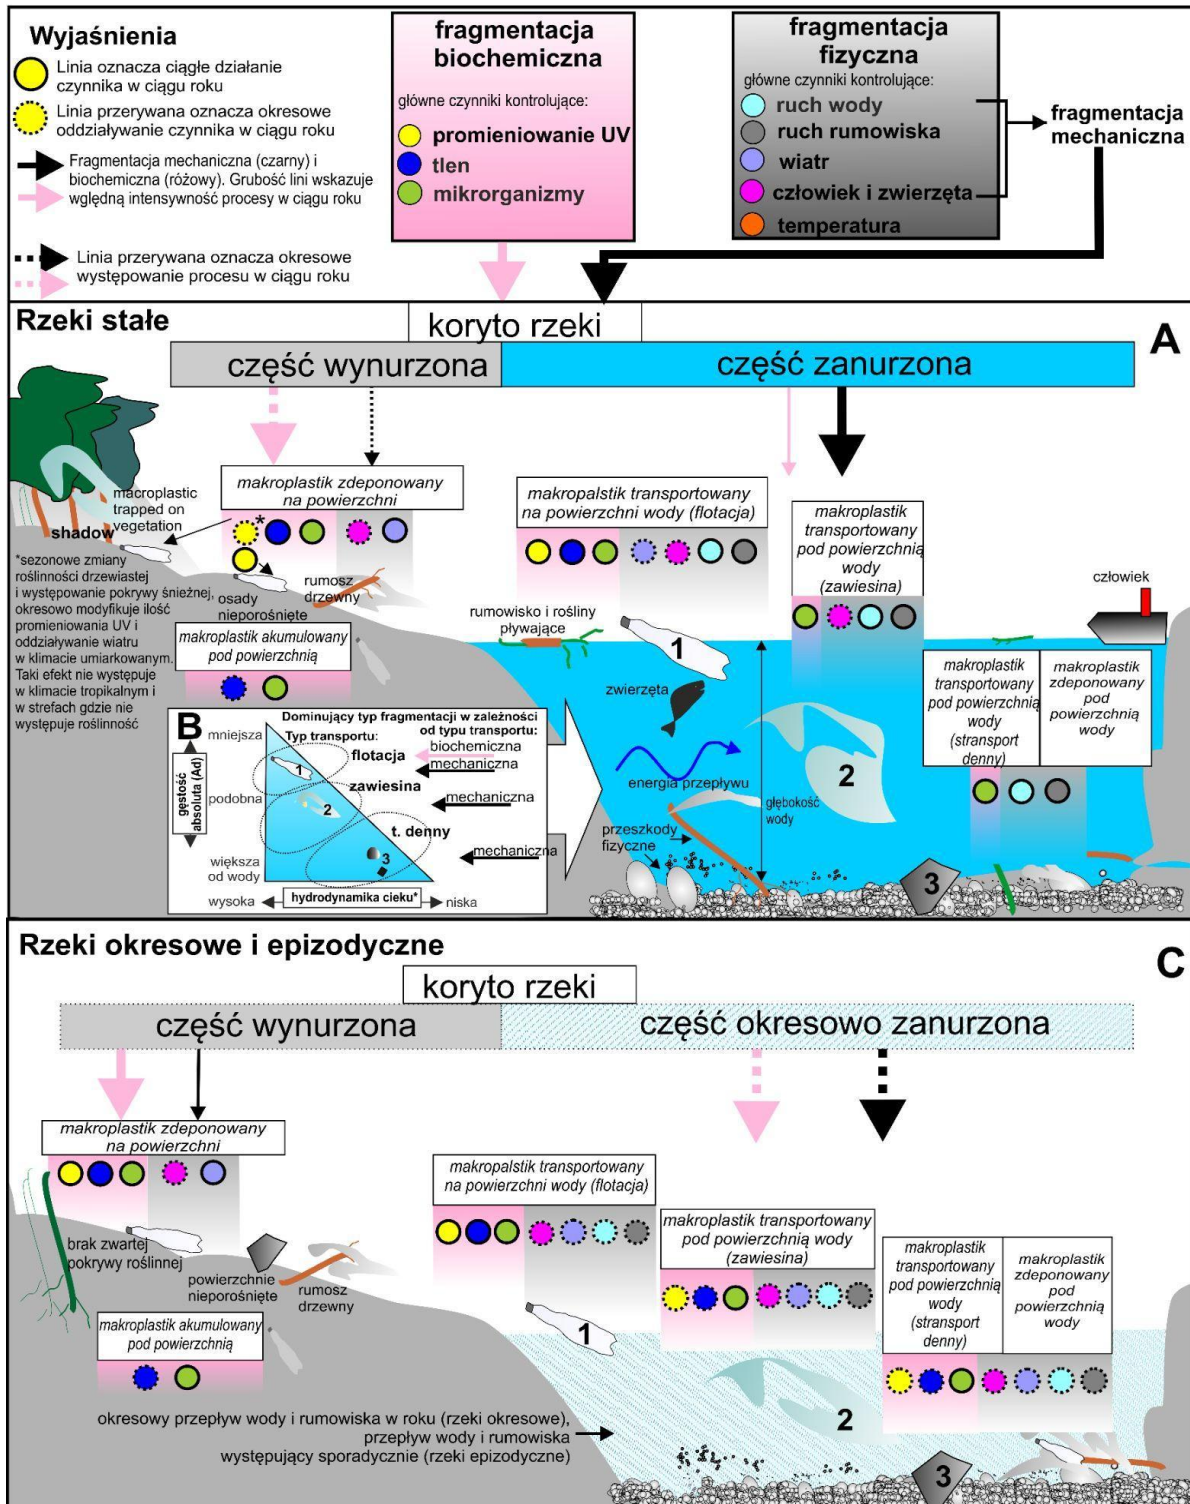 Wyjaśnienia
Linia oznacza ciągłe działanie
czynnika w ciągu roku
Linia przerywana oznacza okresowe
oddziaływanie czynnika w ciągu roku
Fragmentacja mechaniczna (czarny) i
biochemiczna (różowy). Grubość lini wskazuje
wględną intensywność procesy w ciągu roku
Linia przerywana oznacza okresowe
występowanie procesu w ciągu roku
fragmentacja
biochemiczna
główne czynniki kontrolujące:
promieniowanie UV
tlen
mikrorganizmy
fragmentacja
fizyczna
główne czynniki kontrolujące:
ruch wody
ruch rumowiska
wiatr
człowiek i zwierzęta
temperatura
fragmentacja
mechaniczna
Rzeki stałe
A
koryto rzeki
część wynurzona
część zanurzona
makroplastik zdeponowany
na powierzchni
*
macroplastic
trapped on
vegetation
shadow
*sezonowe zmiany
roślinności drzewiastej
i występowanie pokrywy śnieżnej,
okresowo modyfikuje ilość
promieniowania UV i
oddziaływanie wiatru
w klimacie umiarkowanym.
Taki efekt nie występuje
w klimacie tropikalnym i
w strefach gdzie nie
występuje roślinność
osady
nieporośnięte
rumosz
drzewny
makroplastik akumulowany
pod powierzchnią
makropalstik transportowany
na powierzchni wody (flotacja)
makroplastik
transportowany
pod powierzchnią
wody
(zawiesina)
człowiek
rumowisko i rośliny
pływające
1
zwierzęta
energia przepływu
głębokość
wody
2
przeszkody
fizyczne
3
makroplastik
transportowany
pod powierzchnią
wody
(stransport
denny)
makroplastik
zdeponowany
pod
powierzchnią
wody
B
Dominujący typ fragmentacji w zależności
od typu transportu:
Typ transportu:
mniejsza
podobna
większa
od wody
gęstość
absoluta (Ad)
1
flotacja
biochemiczna
mechaniczna
zawiesina
2
mechaniczna
t. denny
3
mechaniczna
wysoka
hydrodynamika cieku*
niska
Rzeki okresowe i epizodyczne
C
koryto rzeki
część wynurzona
część okresowo zanurzona
makroplastik zdeponowany
na powierzchni
brak zwartej
pokrywy roślinnej
powierzchnie
nieporośnięte
rumosz
drzewny
makroplastik akumulowany
pod powierzchnią
makropalstik transportowany
na powierzchni wody (flotacja)
makroplastik transportowany
pod powierzchnią wody
(zawiesina)
makroplastik
transportowany
pod powierzchnią
wody
(stransport
denny)
makroplastik
zdeponowany
pod
powierzchnią
wody
1
2
3
okresowy przepływ wody i rumowiska w roku (rzeki okresowe),
przepływ wody i rumowiska
występujący sporadycznie (rzeki epizodyczne)